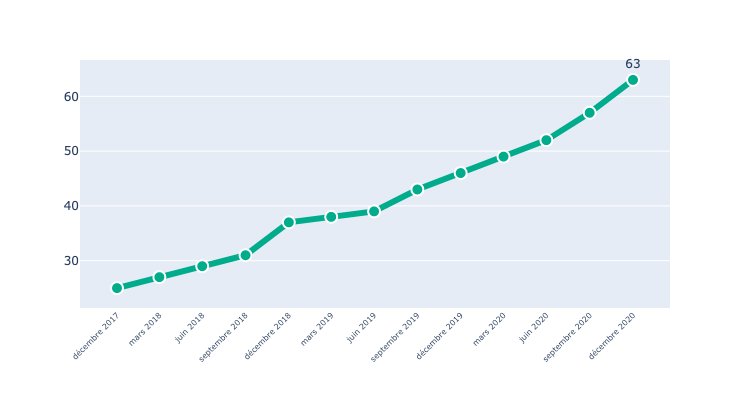 63
60
50
40
30
décembre 2017
mars 2018
juin 2018
septembre 2018
décembre 2018
mars 2019
juin 2019
septembre 2019
décembre 2019
mars 2020
juin 2020
septembre 2020
décembre 2020